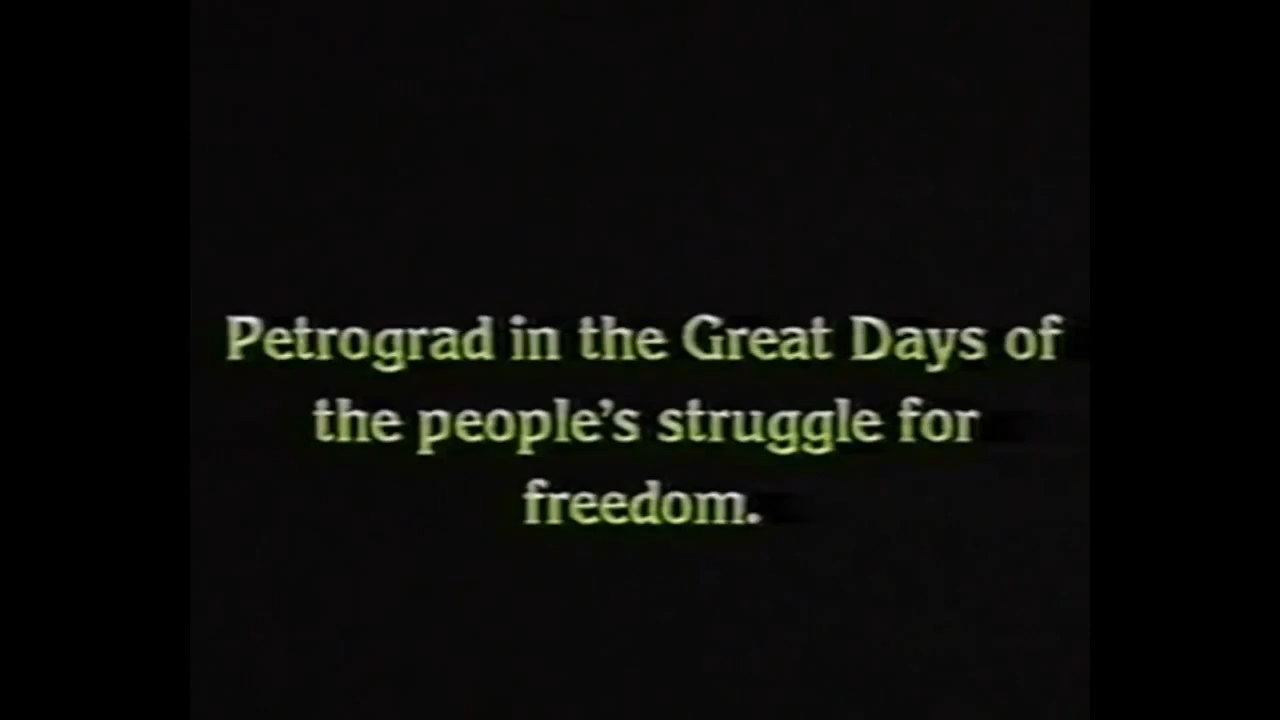 Petrograd in the Great Days of
the people's struggle for
freedom.